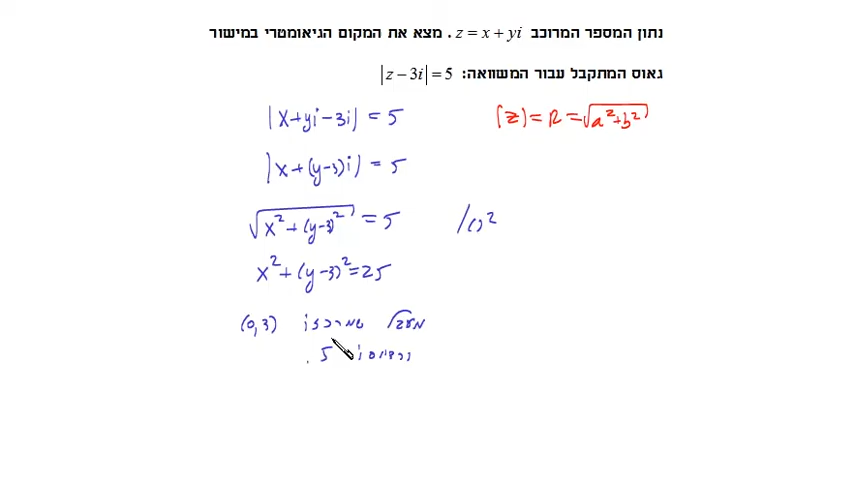 נתון המספר המרוכב z = x + yi . מצא את המקום הגיאומטרי במישור
גאוס המתקבל עבור המשוואה: |z − 3i| = 5
|x+yi−3i| = 5
|z| = R = √(a²+b²)
|x+(y−3)i| = 5
√(x²+(y−3)²) = 5 /()²
x²+(y−3)²=25
מעגל שמרכזו (0,3)
ורדיוסו 5.